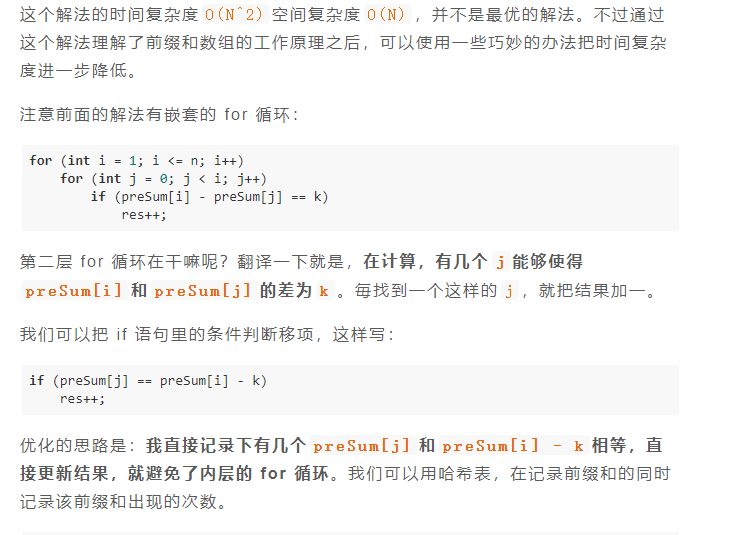 这个解法的时间复杂度 O(N^2) 空间复杂度 O(N) ，并不是最优的解法。不过通过
这个解法理解了前缀和数组的工作原理之后，可以使用一些巧妙的办法把时间复杂
度进一步降低。
注意前面的解法有嵌套的 for 循环：
for (int i = 1; i <= n; i++)
    for (int j = 0; j < i; j++)
        if (preSum[i] - preSum[j] == k)
            res++;
第二层 for 循环在干嘛呢？翻译一下就是，在计算，有几个 j 能够使得
preSum[i] 和 preSum[j] 的差为 k 。毎找到一个这样的 j ，就把结果加一。
我们可以把 if 语句里的条件判断移项，这样写：
if (preSum[j] == preSum[i] - k)
    res++;
优化的思路是：我直接记录下有几个 preSum[j] 和 preSum[i] - k 相等，直
接更新结果，就避免了内层的 for 循环。我们可以用哈希表，在记录前缀和的同时
记录该前缀和出现的次数。